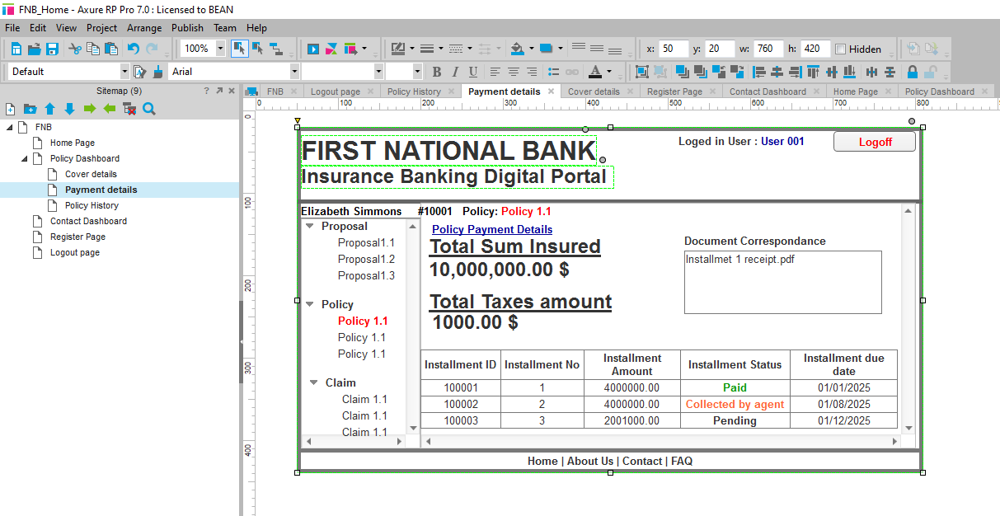 FNB_Home - Axure RP Pro 7.0 : Licensed to BEAN
File Edit View Project Arrange Publish Team Help
100% x: 50 y: 20 w: 760 h: 420 Hidden
Default Arial B I U A
Sitemap (9) ?
FNB Logout page Policy History Payment details Cover details Register Page Contact Dashboard Home Page Policy Dashboard
0 100 200 300 400 500 600 700 800
0
100
200
300
400
FNB
Home Page
Policy Dashboard
Cover details
Payment details
Policy History
Contact Dashboard
Register Page
Logout page
FIRST NATIONAL BANK
Insurance Banking Digital Portal
Loged in User : User 001
Logoff
Elizabeth Simmons #10001 Policy: Policy 1.1
Proposal
Proposal1.1
Proposal1.2
Proposal1.3
Policy
Policy 1.1
Policy 1.1
Policy 1.1
Claim
Claim 1.1
Claim 1.1
Claim 1.1
Policy Payment Details
Total Sum Insured
10,000,000.00 $
Total Taxes amount
1000.00 $
Document Correspondance
Installmet 1 receipt.pdf
Installment ID Installment No Installment Amount Installment Status Installment due date
100001 1 4000000.00 Paid 01/01/2025
100002 2 4000000.00 Collected by agent 01/08/2025
100003 3 2001000.00 Pending 01/12/2025
Home | About Us | Contact | FAQ